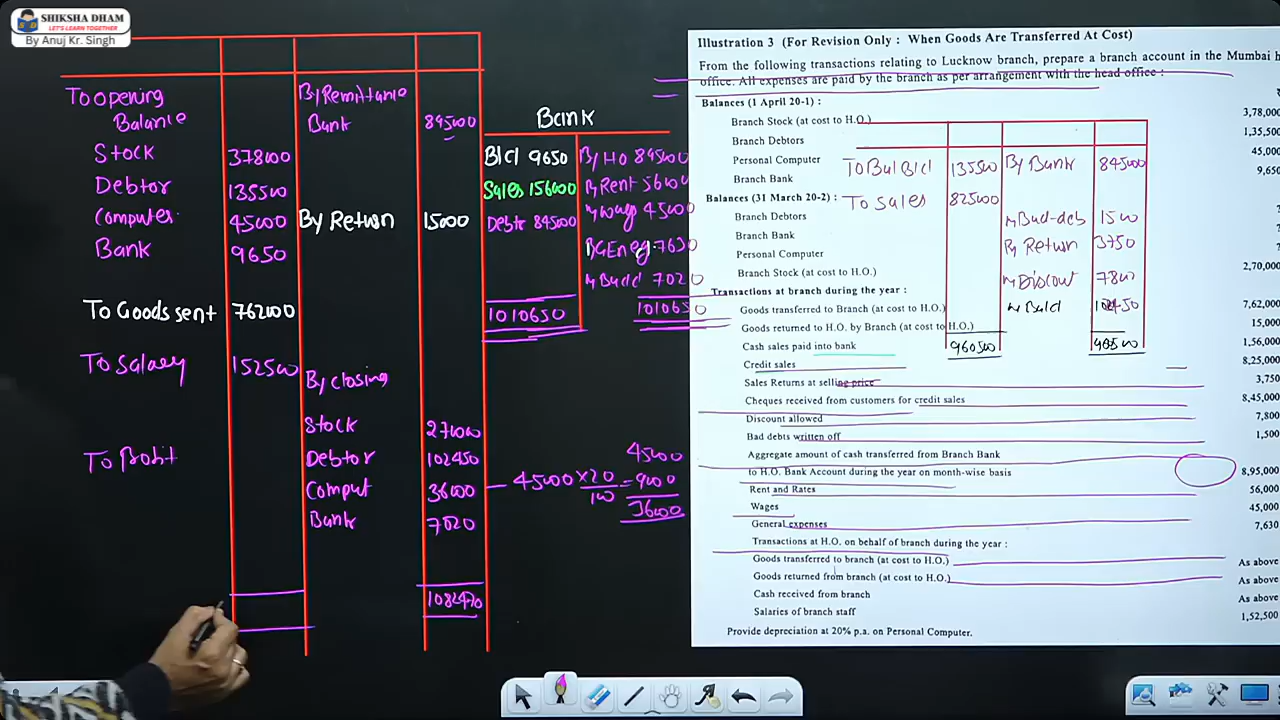 SHIKSHA DHAM
LET'S LEARN TOGETHER
By Anuj Kr. Singh
To opening
Balance
Stock 378000
Debtor 135500
Computer 45000
Bank 9650
To Goods sent 762000
To Salary 152500
To Profit
By Remittance
Bank 895000
By Return 15000
By closing
Stock
Debtor 102450
Comput 36000
Bank 7020
1082470
45000 × 20
100
= 45000
9000
36000
Bank
Blcl 9650
Sales 156000
Debtr 845000
1010650
By Ho 895000
By Rent 56000
By wag 45000
7630
7020
1010650
Illustration 3 (For Revision Only : When Goods Are Transferred At Cost)
From the following transactions relating to Lucknow branch, prepare a branch account in the Mumbai h
office. All expenses are paid by the branch as per arrangement with the head office :
Balances (1 April 20-1) :
Branch Stock (at cost to H.O.) 3,78,000
Branch Debtors 1,35,500
Personal Computer 45,000
Branch Bank 9,650
Balances (31 March 20-2) :
Branch Debtors ?
Branch Bank ?
Personal Computer ?
Branch Stock (at cost to H.O.) 2,70,000
Transactions at branch during the year :
Goods transferred to Branch (at cost to H.O.) 7,62,000
Goods returned to H.O. by Branch (at cost to H.O.) 15,000
Cash sales paid into bank 1,56,000
Credit sales 8,25,000
Sales Returns at selling price 3,750
Cheques received from customers for credit sales 8,45,000
Discount allowed 7,800
Bad debts written off 1,500
Aggregate amount of cash transferred from Branch Bank
to H.O. Bank Account during the year on month-wise basis 8,95,000
Rent and Rates 56,000
Wages 45,000
General expenses 7,630
Transactions at H.O. on behalf of branch during the year :
Goods transferred to branch (at cost to H.O.) As above
Goods returned from branch (at cost to H.O.) As above
Cash received from branch As above
Salaries of branch staff 1,52,500
Provide depreciation at 20% p.a. on Personal Computer.
To Bal Blcl 135500
To Sales 825000
960500
By Bank 845000
By Bad-deb 1500
By Return 3750
By Discout 7800
By Balcl